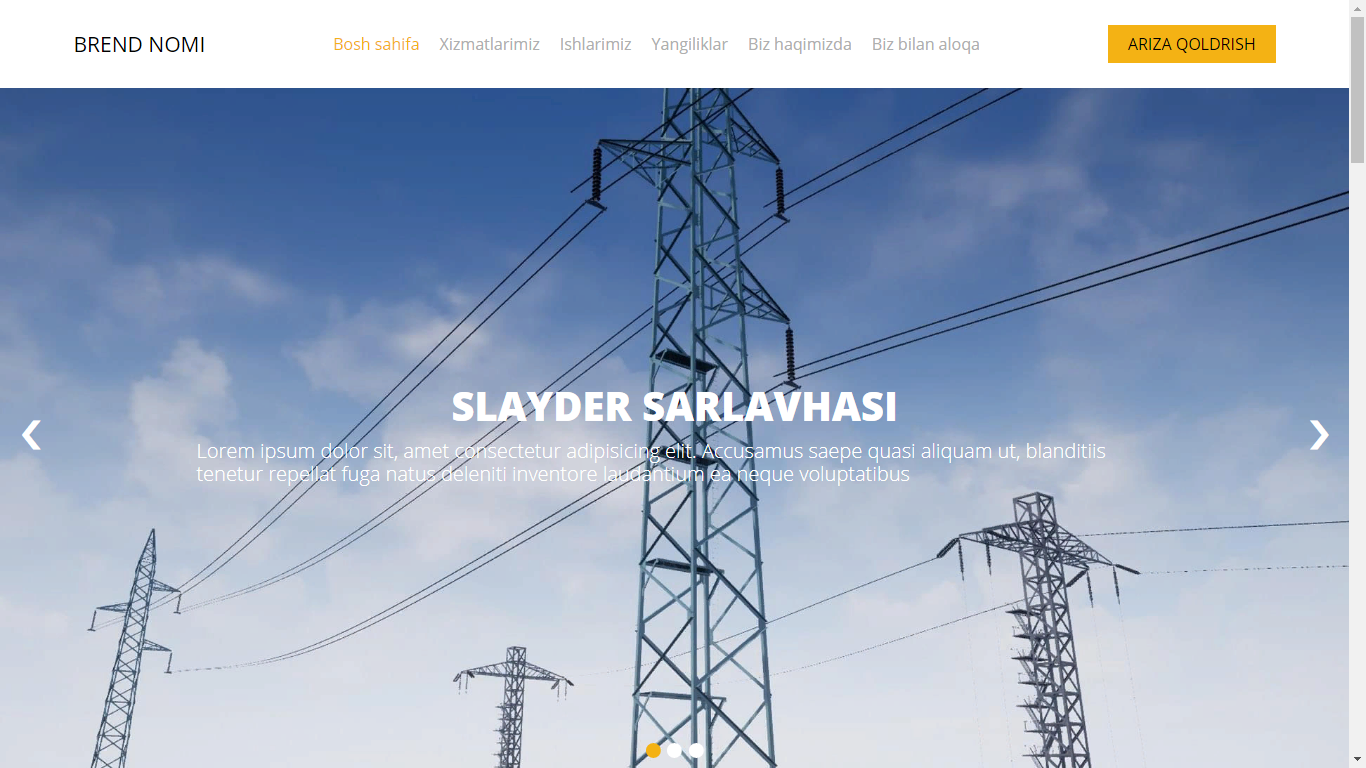 BREND NOMI
Bosh sahifa Xizmatlarimiz Ishlarimiz Yangiliklar Biz haqimizda Biz bilan aloqa
ARIZA QOLDRISH
SLAYDER SARLAVHASI
Lorem ipsum dolor sit, amet consectetur adipisicing elit. Accusamus saepe quasi aliquam ut, blanditiis
tenetur repellat fuga natus deleniti inventore laudantium ea neque voluptatibus